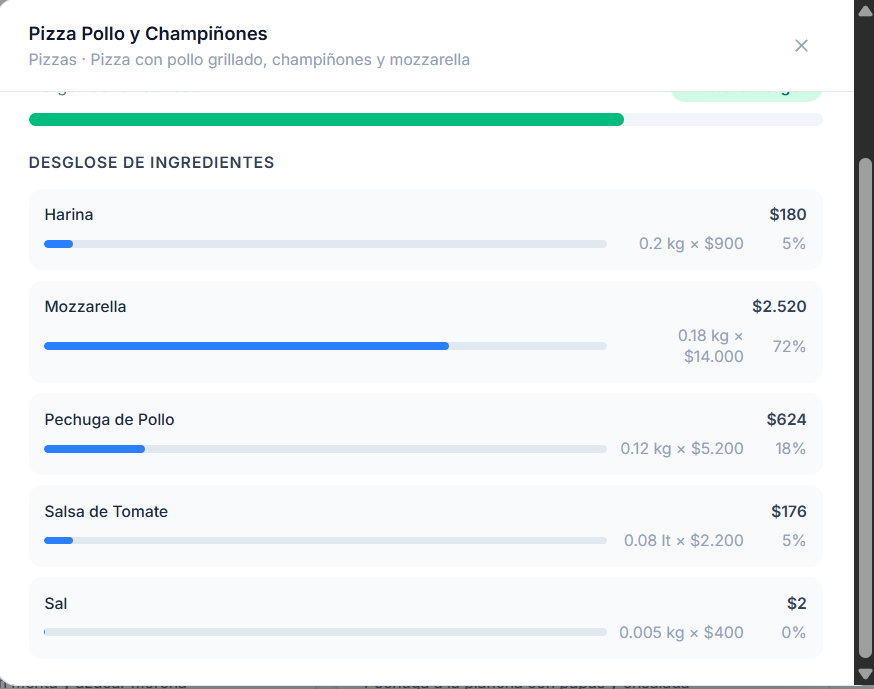 Pizza Pollo y Champiñones
Pizzas · Pizza con pollo grillado, champiñones y mozzarella
DESGLOSE DE INGREDIENTES
Harina
$180
0.2 kg × $900
5%
Mozzarella
$2.520
0.18 kg ×
$14.000
72%
Pechuga de Pollo
$624
0.12 kg × $5.200
18%
Salsa de Tomate
$176
0.08 lt × $2.200
5%
Sal
$2
0.005 kg × $400
0%